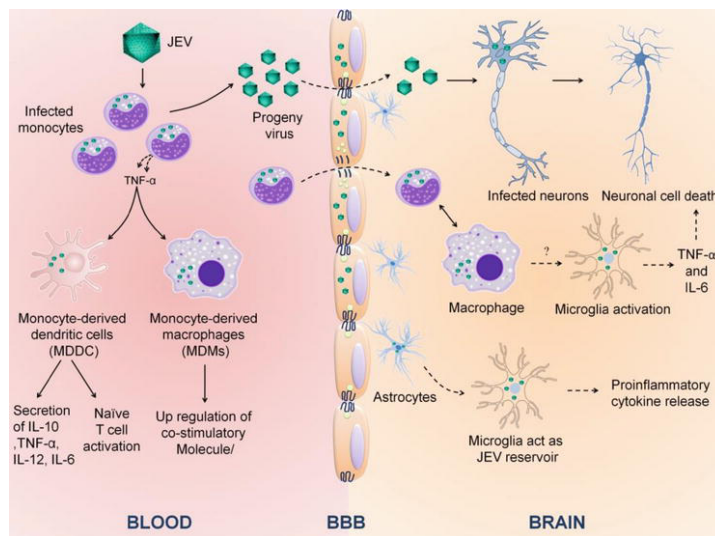 JEV
Infected
monocytes
Progeny
virus
TNF-α
Infected neurons
Neuronal cell death
Monocyte-derived
dendritic cells
(MDDC)
Monocyte-derived
macrophages
(MDMs)
Macrophage
?
Microglia activation
TNF-α
and
IL-6
Secretion
of IL-10
,TNF-α,
IL-12, IL-6
Naïve
T cell
activation
Up regulation of
co-stimulatory
Molecule/
Astrocytes
Microglia act as
JEV reservoir
Proinflammatory
cytokine release
BLOOD
BBB
BRAIN